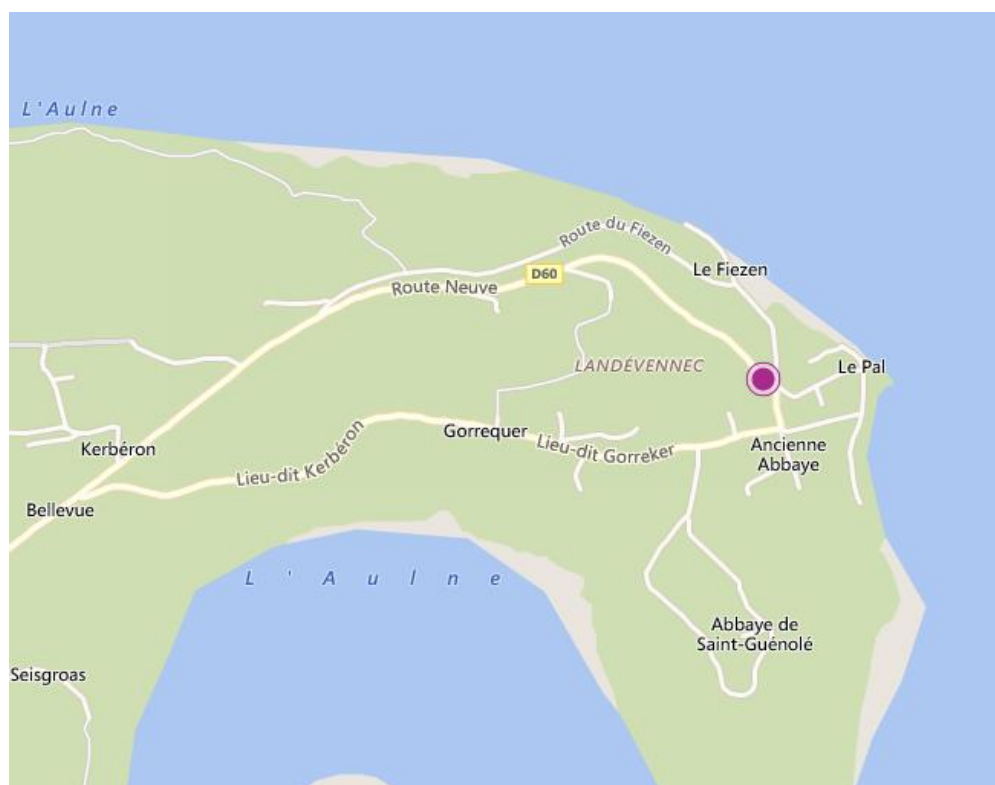 L'Aulne
Route du Fiezen
Le Fiezen
D60
Route Neuve
LANDÉVENNEC
Le Pal
Gorrequer
Kerbéron
Lieu-dit Kerbéron
Lieu-dit Gorreker
Ancienne
Abbaye
Bellevue
L'Aulne
Abbaye de
Saint-Guénolé
Seisgroas